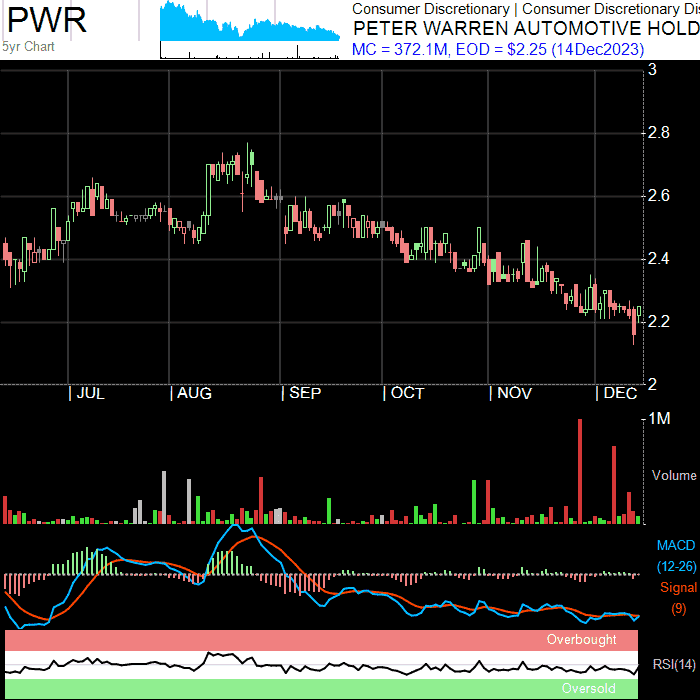 PWR
5yr Chart
Consumer Discretionary | Consumer Discretionary Dis
PETER WARREN AUTOMOTIVE HOLD
MC = 372.1M, EOD = $2.25 (14Dec2023)
3
2.8
2.6
2.4
2.2
2
| JUL | AUG | SEP | OCT | NOV | DEC
1M
Volume
MACD
(12-26)
Signal
(9)
Overbought
RSI(14)
Oversold